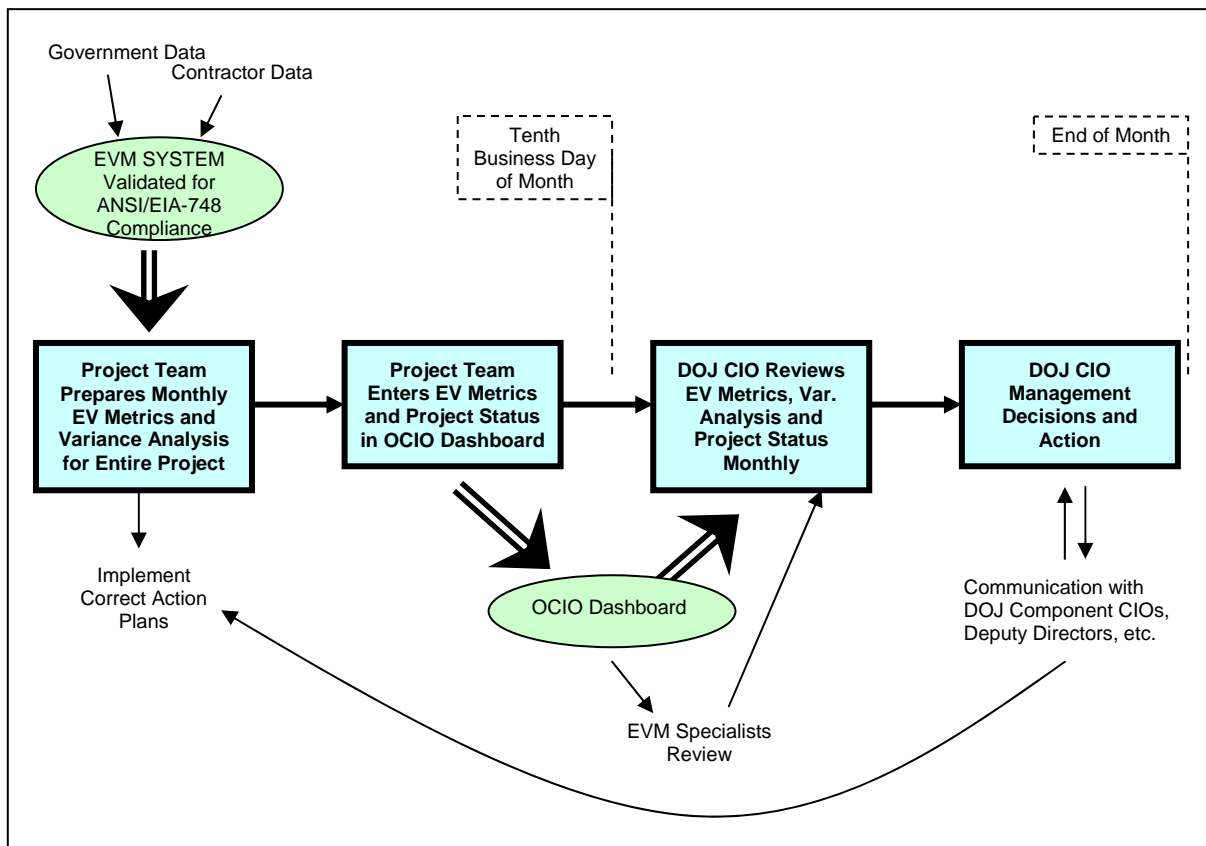 Government Data
Contractor Data
EVM SYSTEM
Validated for
ANSI/EIA-748
Compliance
Tenth
Business Day
of Month
End of Month
Project Team
Prepares Monthly
EV Metrics and
Variance Analysis
for Entire Project
Project Team
Enters EV Metrics
and Project Status
in OCIO Dashboard
DOJ CIO Reviews
EV Metrics, Var.
Analysis and
Project Status
Monthly
DOJ CIO
Management
Decisions and
Action
Implement
Correct Action
Plans
OCIO Dashboard
EVM Specialists
Review
Communication with
DOJ Component CIOs,
Deputy Directors, etc.